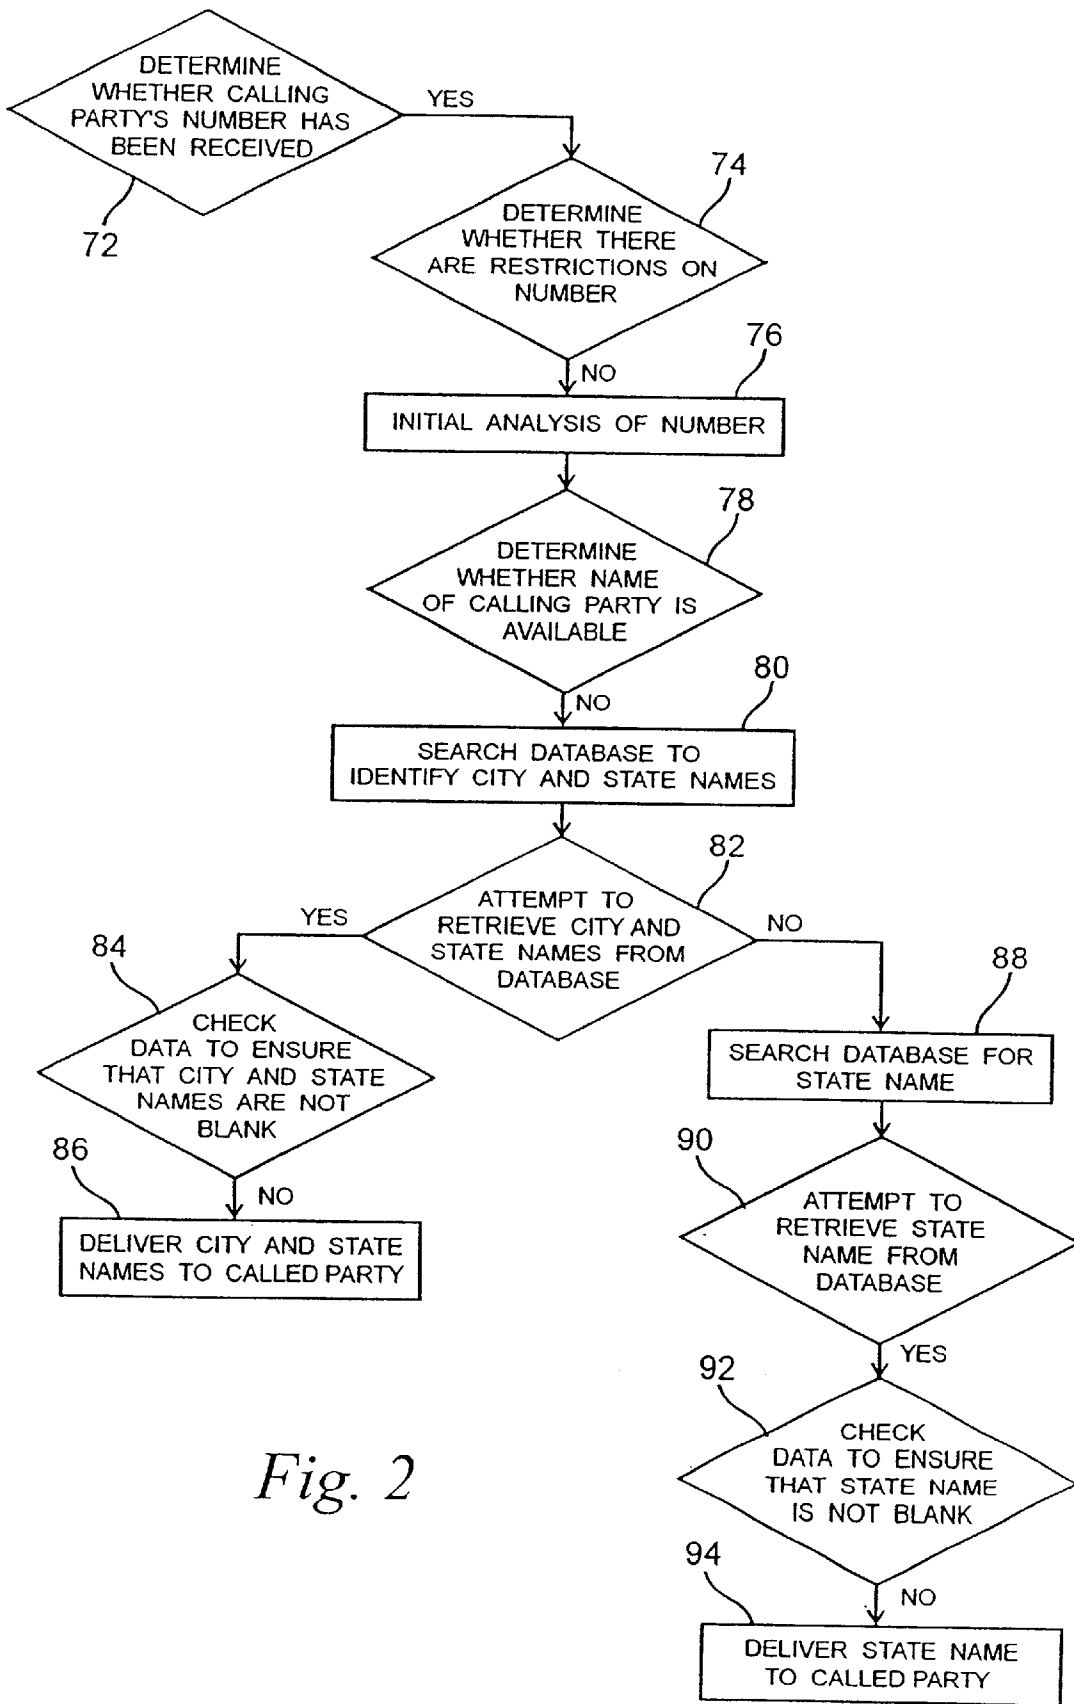 DETERMINE
WHETHER CALLING
PARTY'S NUMBER HAS
BEEN RECEIVED
YES
72
74
DETERMINE
WHETHER THERE
ARE RESTRICTIONS ON
NUMBER
NO
76
INITIAL ANALYSIS OF NUMBER
78
DETERMINE
WHETHER NAME
OF CALLING PARTY IS
AVAILABLE
NO
80
SEARCH DATABASE TO
IDENTIFY CITY AND STATE NAMES
82
ATTEMPT TO
RETRIEVE CITY AND
STATE NAMES FROM
DATABASE
YES
NO
84
CHECK
DATA TO ENSURE
THAT CITY AND STATE
NAMES ARE NOT
BLANK
NO
86
DELIVER CITY AND STATE
NAMES TO CALLED PARTY
88
SEARCH DATABASE FOR
STATE NAME
90
ATTEMPT TO
RETRIEVE STATE
NAME FROM
DATABASE
YES
92
CHECK
DATA TO ENSURE
THAT STATE NAME
IS NOT BLANK
NO
94
DELIVER STATE NAME
TO CALLED PARTY
Fig. 2